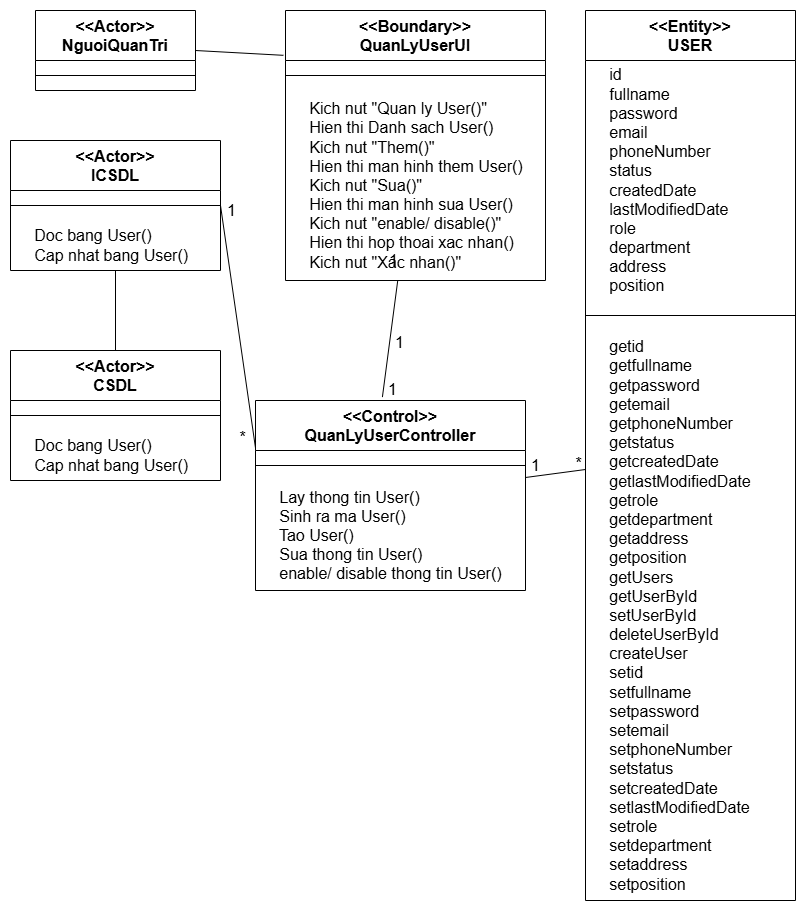 <<Actor>>
NguoiQuanTri
<<Boundary>>
QuanLyUserUI
Kich nut "Quan ly User()"
Hien thi Danh sach User()
Kich nut "Them()"
Hien thi man hinh them User()
Kich nut "Sua()"
Hien thi man hinh sua User()
Kich nut "enable/ disable()"
Hien thi hop thoai xac nhan()
Kich nut "Xac nhan()"
1
1
1
<<Actor>>
ICSDL
Doc bang User()
Cap nhat bang User()
1
*
<<Actor>>
CSDL
Doc bang User()
Cap nhat bang User()
<<Control>>
QuanLyUserController
Lay thong tin User()
Sinh ra ma User()
Tao User()
Sua thong tin User()
enable/ disable thong tin User()
1
*
<<Entity>>
USER
id
fullname
password
email
phoneNumber
status
createdDate
lastModifiedDate
role
department
address
position
getid
getfullname
getpassword
getemail
getphoneNumber
getstatus
getcreatedDate
getlastModifiedDate
getrole
getdepartment
getaddress
getposition
getUsers
getUserById
setUserById
deleteUserById
createUser
setid
setfullname
setpassword
setemail
setphoneNumber
setstatus
setcreatedDate
setlastModifiedDate
setrole
setdepartment
setaddress
setposition